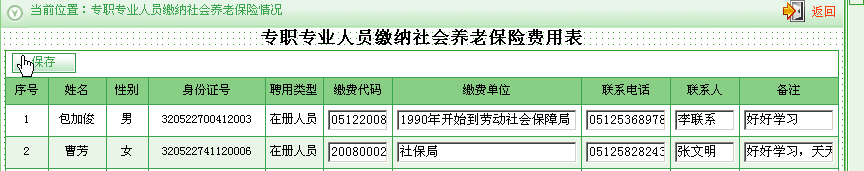 当前位置：专职专业人员缴纳社会养老保险情况 返回
专职专业人员缴纳社会养老保险费用表
保存
序号 姓名 性别 身份证号 聘用类型 缴费代码 缴费单位 联系电话 联系人 备注
1 包加俊 男 320522700412003 在册人员 05122008 1990年开始到劳动社会保障局 05125368978 李联系 好好学习
2 曹芳 女 320522741120006 在册人员 20080002 社保局 05125828243 张文明 好好学习，天